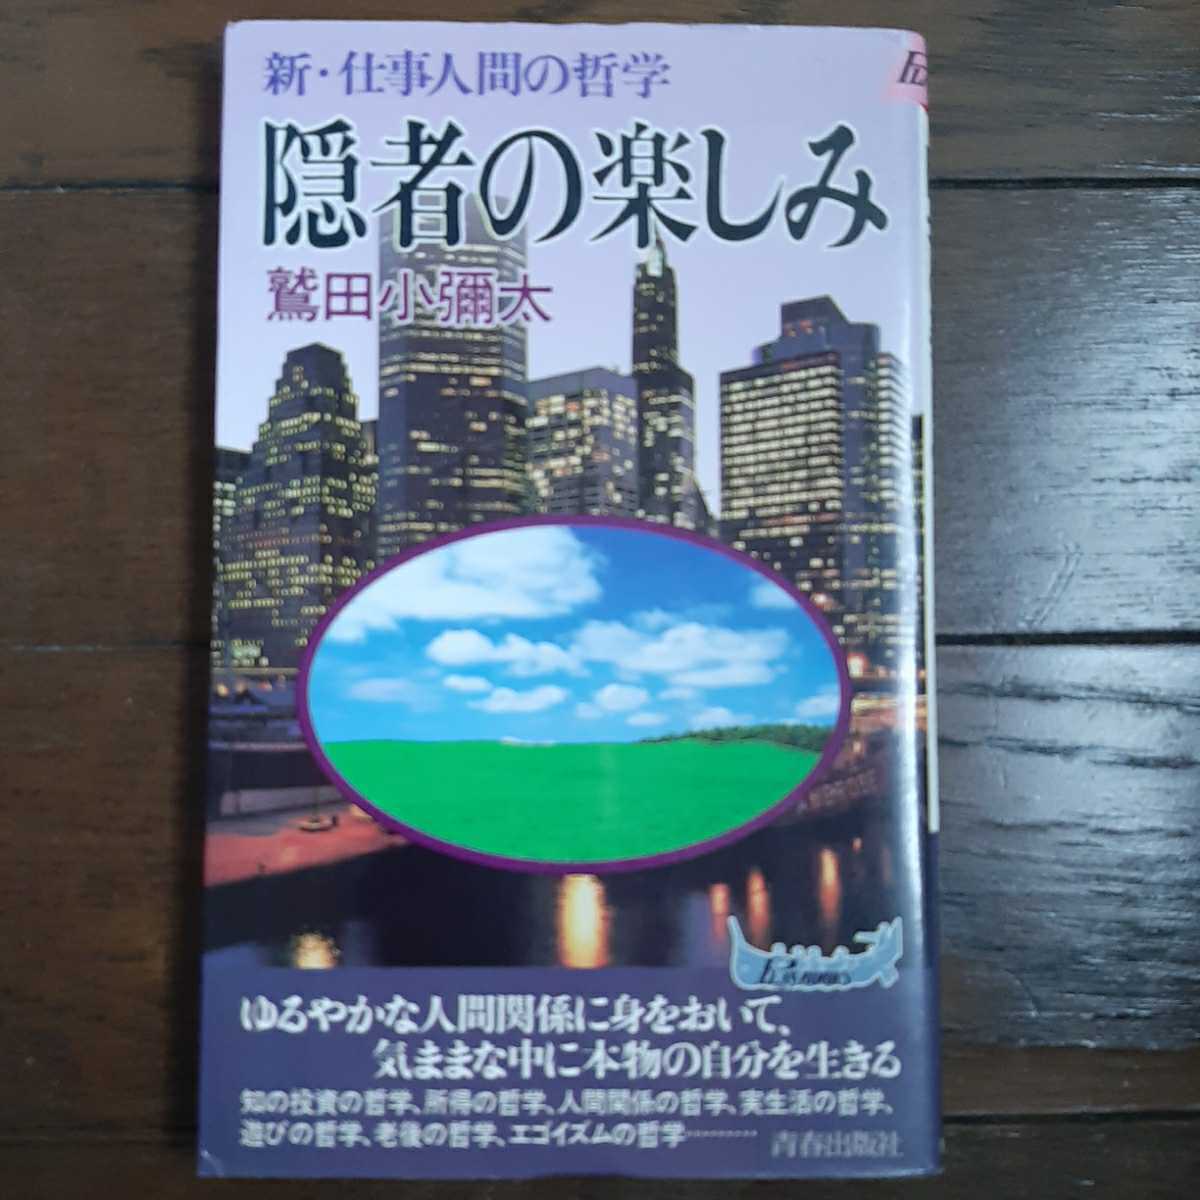 新・仕事人間の哲学
隠者の楽しみ
鷲田小彌太
AMBROSE
ゆるやかな人間関係に身をおいて、
気ままな中に本物の自分を生きる
知の投資の哲学、所得の哲学、人間関係の哲学、実生活の哲学、
遊びの哲学、老後の哲学、エゴイズムの哲学………
青春出版社